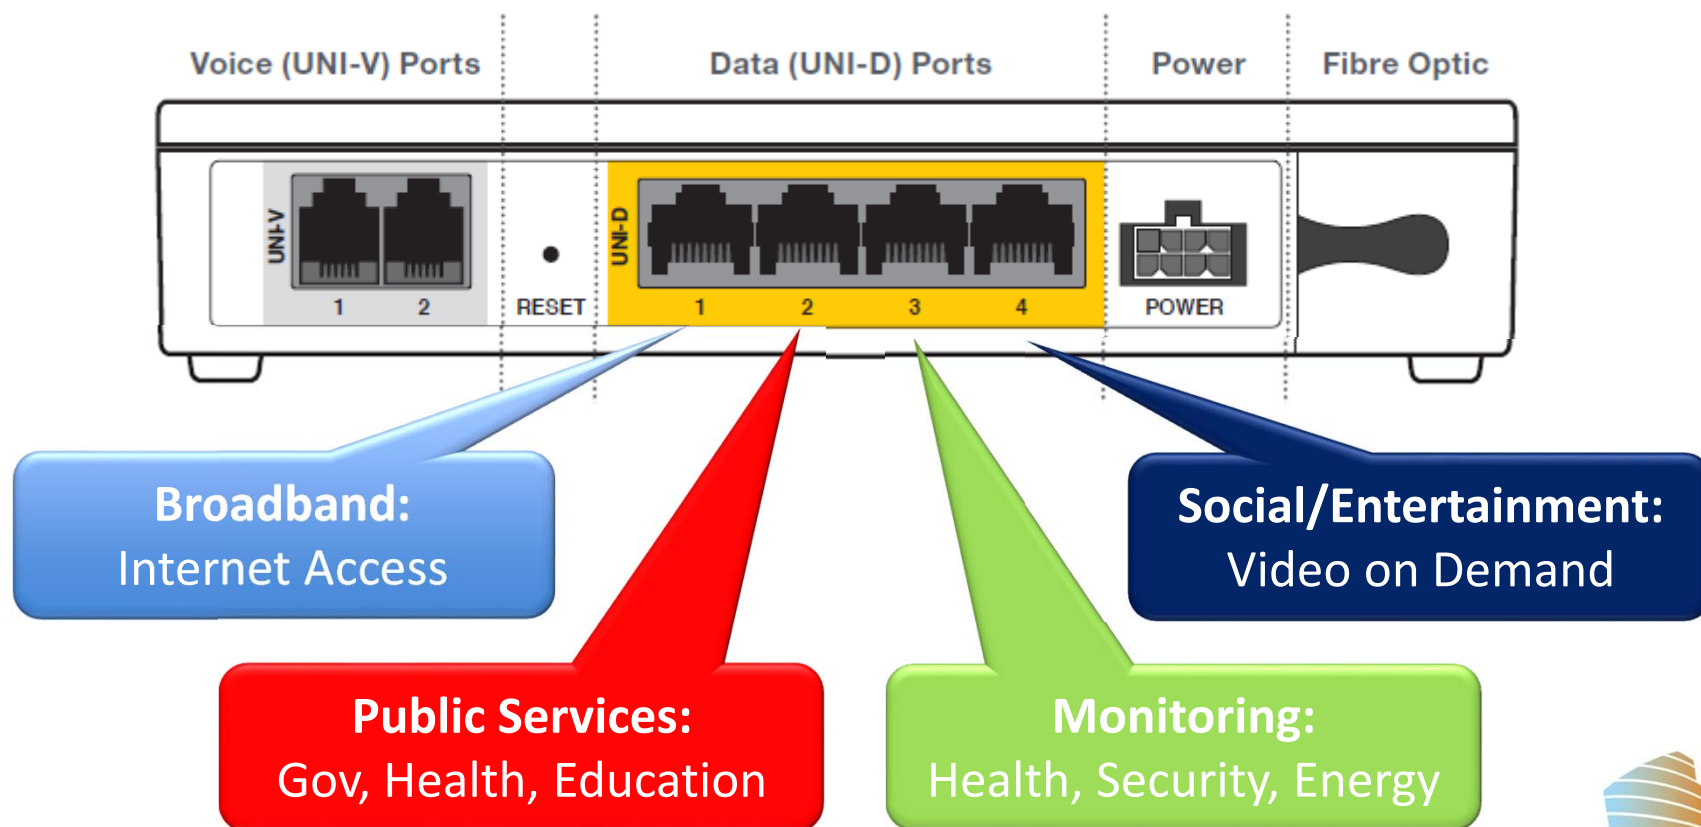 Voice (UNI-V) Ports
Data (UNI-D) Ports
Power
Fibre Optic
UNI-V
1
2
RESET
UNI-D
1
2
3
4
POWER
Broadband:
Internet Access
Social/Entertainment:
Video on Demand
Public Services:
Gov, Health, Education
Monitoring:
Health, Security, Energy